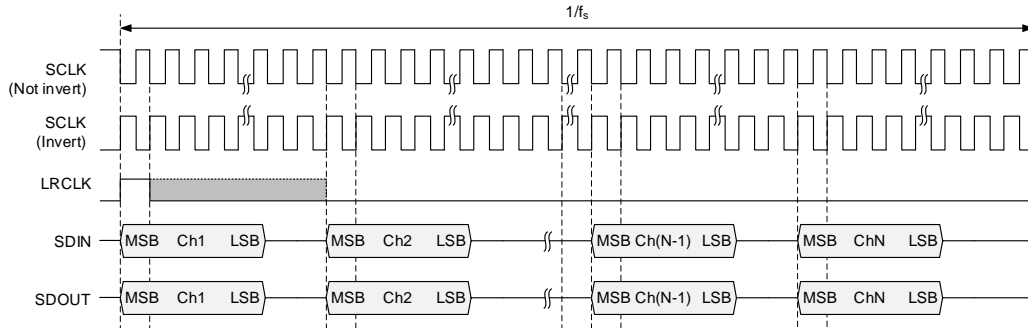 1/fs
SCLK
(Not invert)
SCLK
(Invert)
LRCLK
SDIN MSB Ch1 LSB MSB Ch2 LSB MSB Ch(N-1) LSB MSB ChN LSB
SDOUT MSB Ch1 LSB MSB Ch2 LSB MSB Ch(N-1) LSB MSB ChN LSB